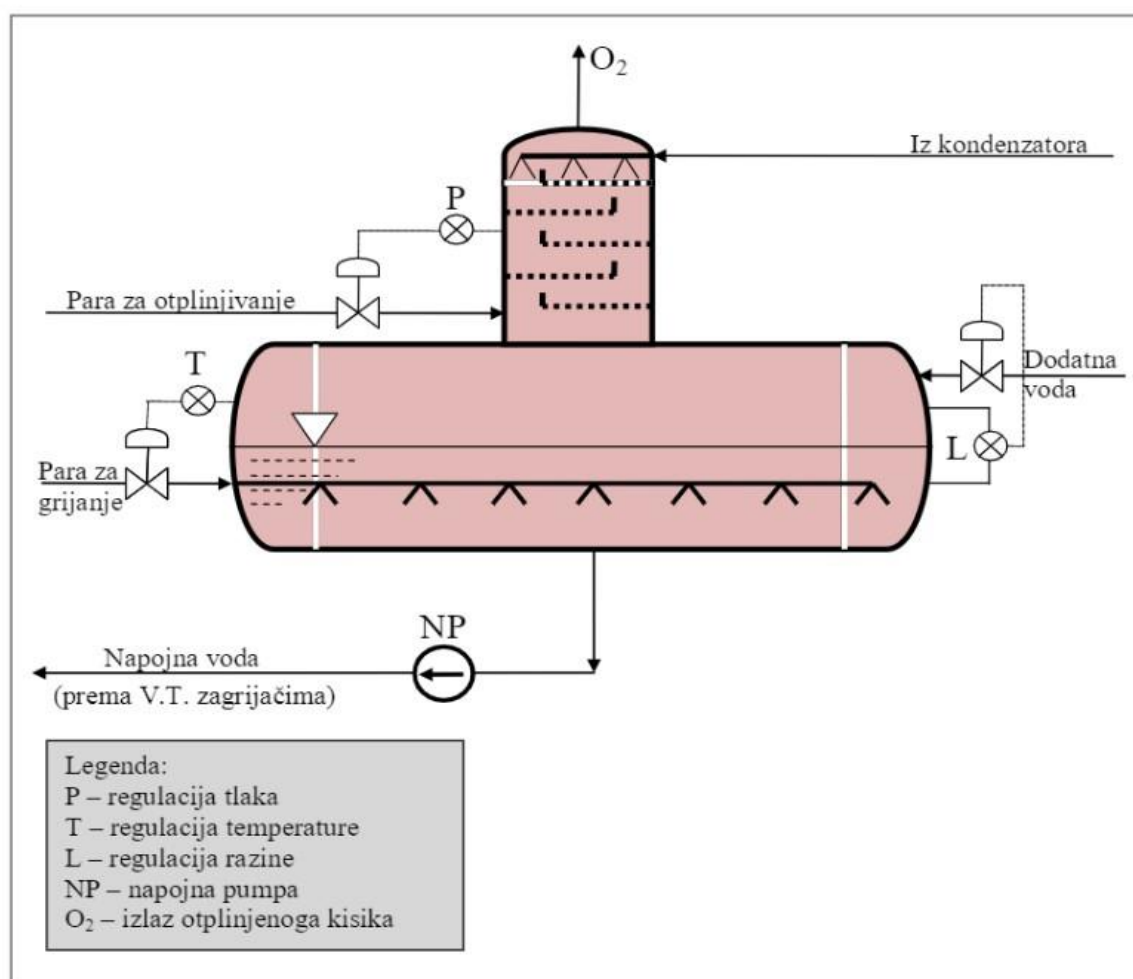 O₂
Iz kondenzatora
P
Para za otplinjivanje
T
Dodatna
voda
L
Para za
grijanje
NP
Napojna voda
(prema V.T. zagrijačima)
Legenda:
P – regulacija tlaka
T – regulacija temperature
L – regulacija razine
NP – napojna pumpa
O₂ – izlaz otplinjenoga kisika